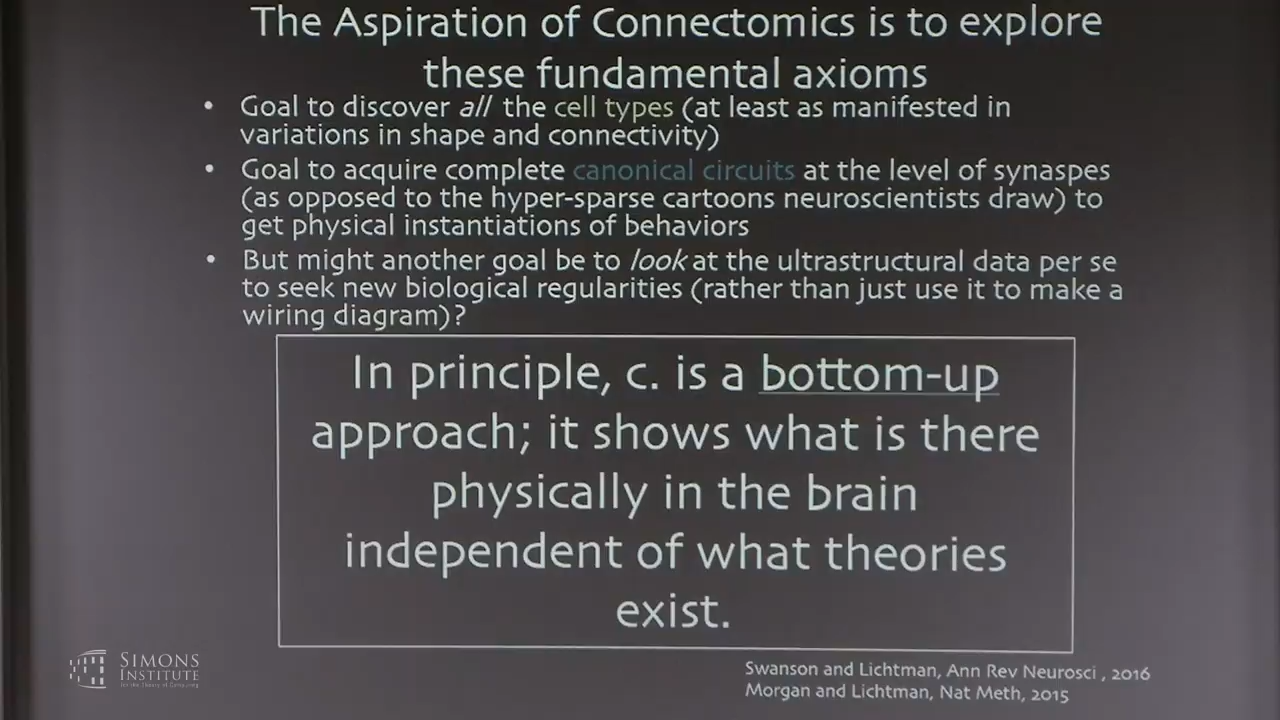 The Aspiration of Connectomics is to explore
these fundamental axioms
• Goal to discover all the cell types (at least as manifested in
variations in shape and connectivity)
• Goal to acquire complete canonical circuits at the level of synaspes
(as opposed to the hyper-sparse cartoons neuroscientists draw) to
get physical instantiations of behaviors
• But might another goal be to look at the ultrastructural data per se
to seek new biological regularities (rather than just use it to make a
wiring diagram)?
In principle, c. is a bottom-up
approach; it shows what is there
physically in the brain
independent of what theories
exist.
Swanson and Lichtman, Ann Rev Neurosci , 2016
Morgan and Lichtman, Nat Meth, 2015
SIMONS
INSTITUTE
for the Theory of Computing